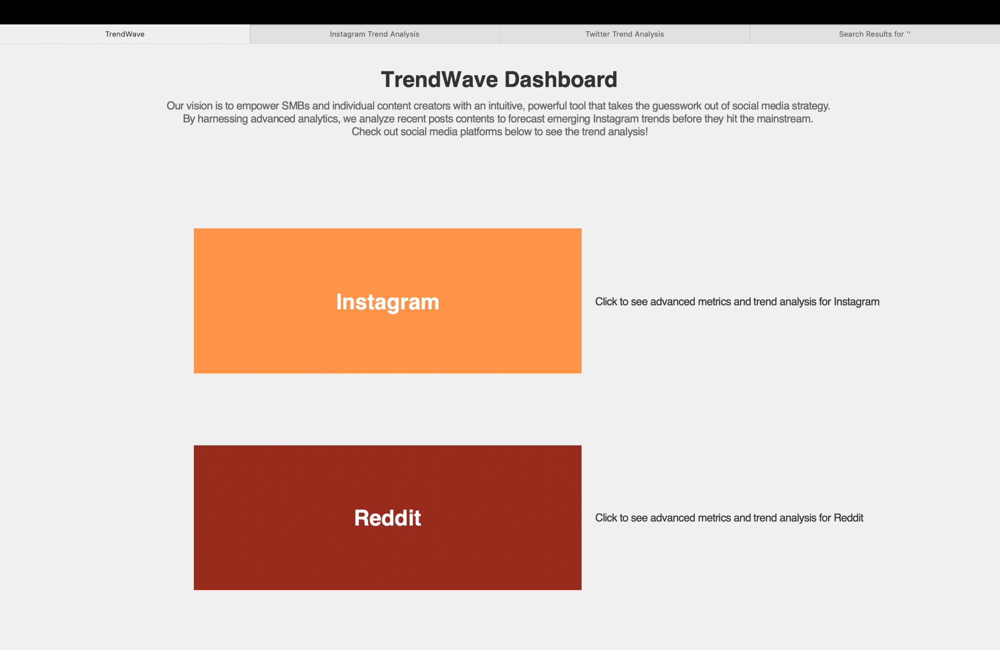 TrendWave
Instagram Trend Analysis
Twitter Trend Analysis
Search Results for ''
TrendWave Dashboard
Our vision is to empower SMBs and individual content creators with an intuitive, powerful tool that takes the guesswork out of social media strategy.
By harnessing advanced analytics, we analyze recent posts contents to forecast emerging Instagram trends before they hit the mainstream.
Check out social media platforms below to see the trend analysis!
Instagram
Click to see advanced metrics and trend analysis for Instagram
Reddit
Click to see advanced metrics and trend analysis for Reddit